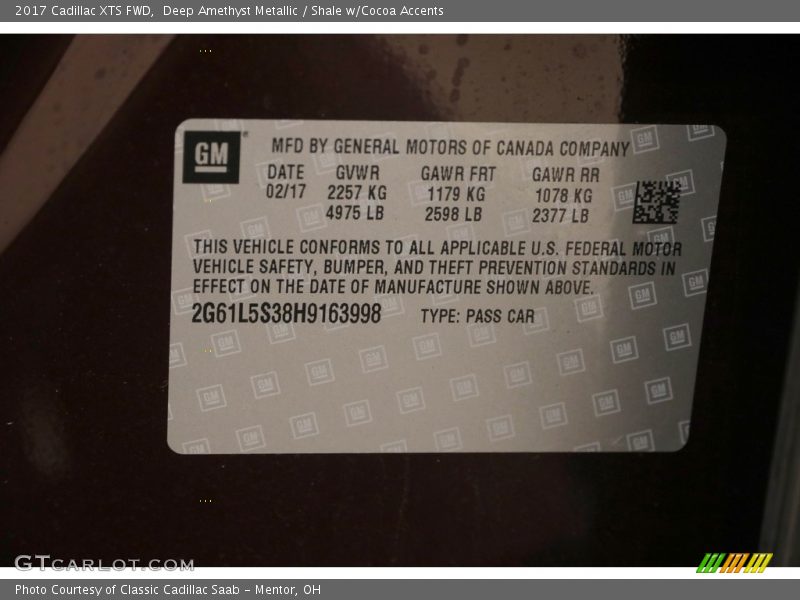 2017 Cadillac XTS FWD, Deep Amethyst Metallic / Shale w/Cocoa Accents
GM
MFD BY GENERAL MOTORS OF CANADA COMPANY
DATE GVWR GAWR FRT GAWR RR
02/17 2257 KG 1179 KG 1078 KG
4975 LB 2598 LB 2377 LB
THIS VEHICLE CONFORMS TO ALL APPLICABLE U.S. FEDERAL MOTOR
VEHICLE SAFETY, BUMPER, AND THEFT PREVENTION STANDARDS IN
EFFECT ON THE DATE OF MANUFACTURE SHOWN ABOVE.
2G61L5S38H9163998 TYPE: PASS CAR
GTCARLOT.COM
Photo Courtesy of Classic Cadillac Saab - Mentor, OH